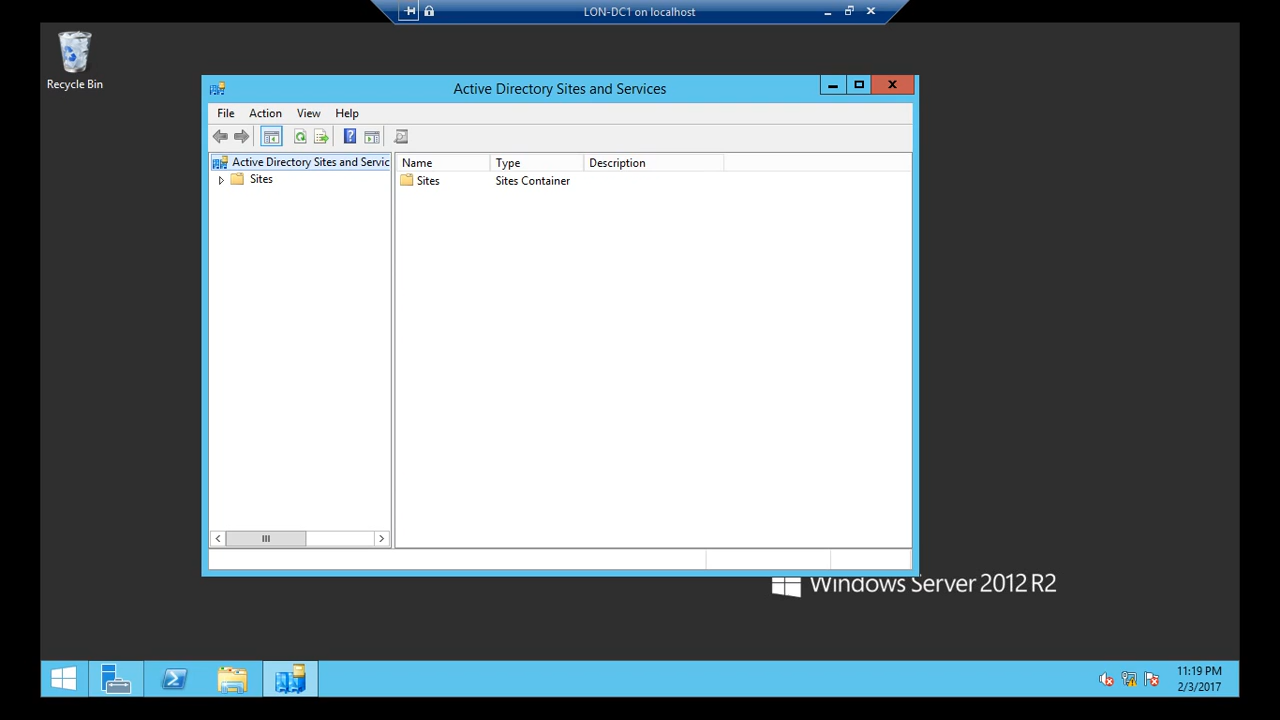 LON-DC1 on localhost
Recycle Bin
Active Directory Sites and Services
File Action View Help
Active Directory Sites and Servic
Sites
Name Type Description
Sites Sites Container
Windows Server 2012 R2
11:19 PM
2/3/2017